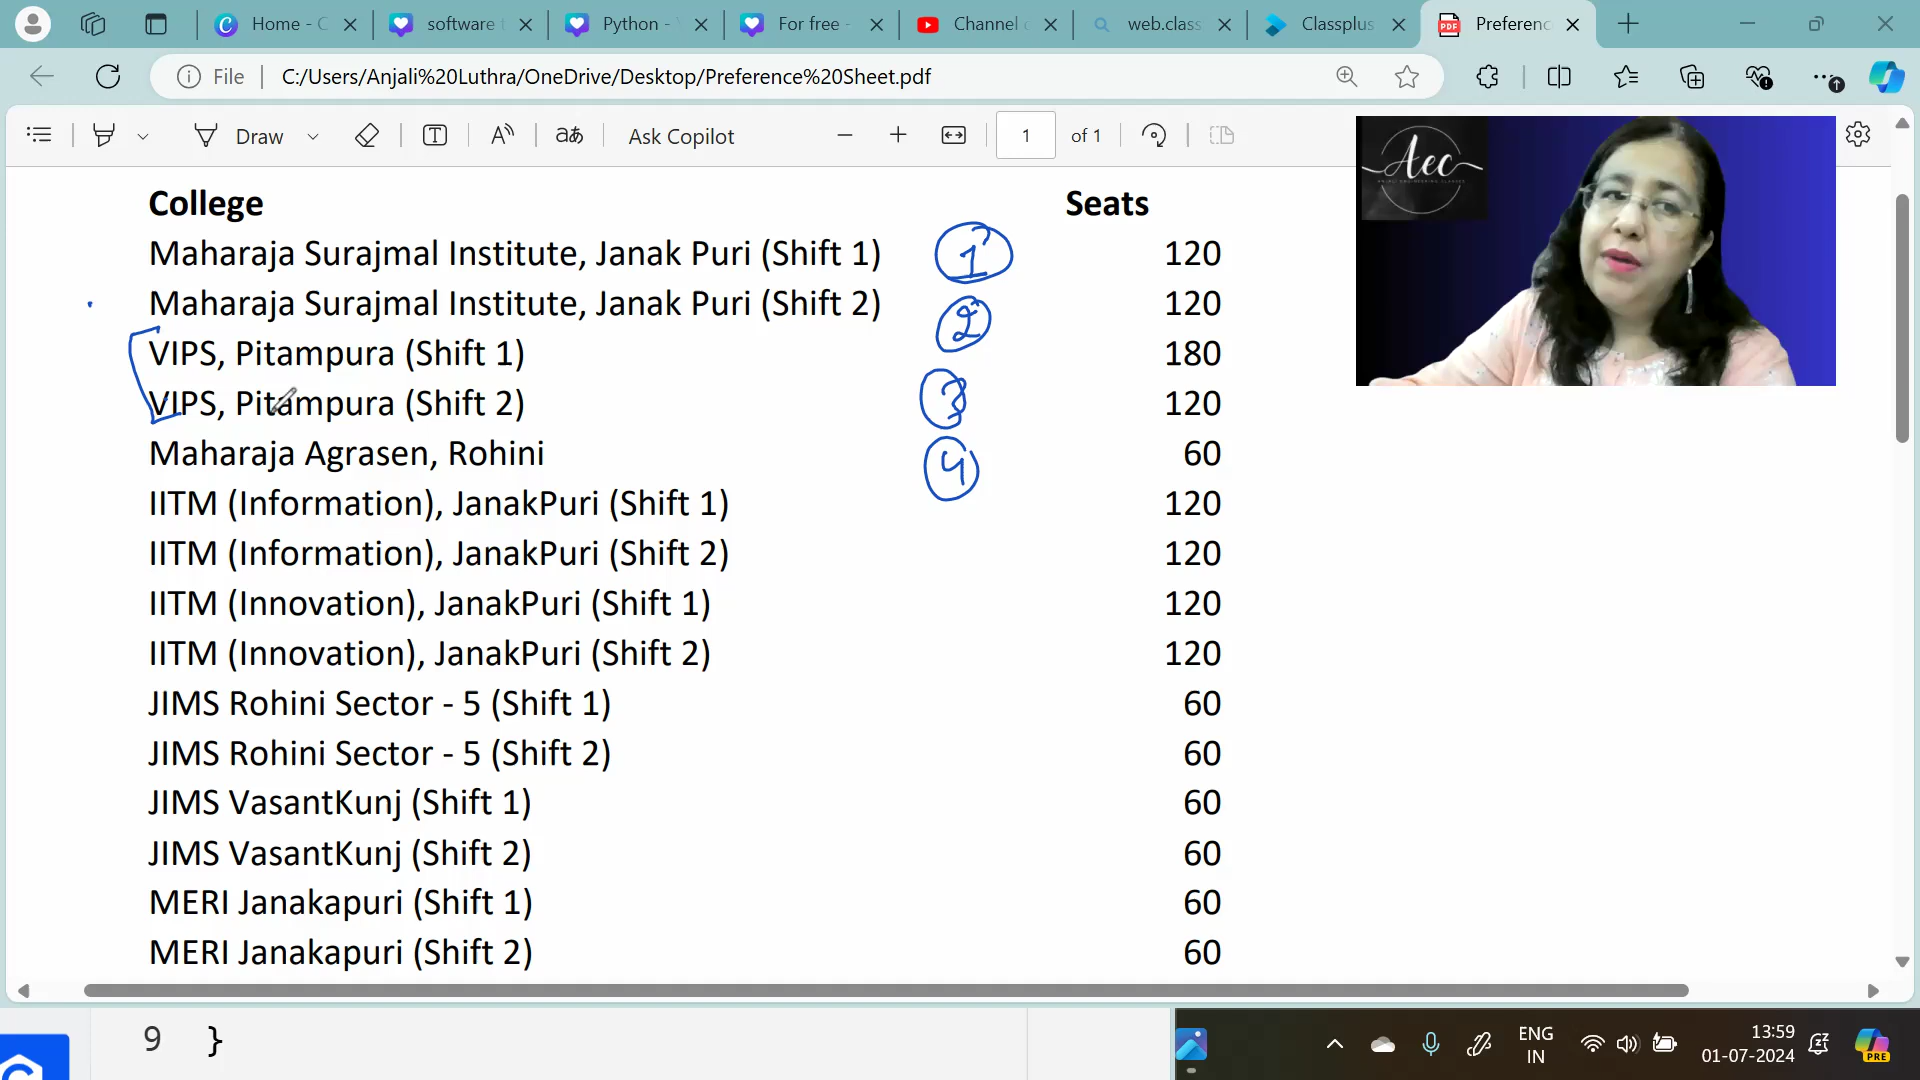 Home - C
software
Python -
For free -
Channel
web.class
Classplus
Preferenc
File
C:/Users/Anjali%20Luthra/OneDrive/Desktop/Preference%20Sheet.pdf
Draw
Ask Copilot
1 of 1
Aec
College Seats
Maharaja Surajmal Institute, Janak Puri (Shift 1) 1 120
Maharaja Surajmal Institute, Janak Puri (Shift 2) 2 120
VIPS, Pitampura (Shift 1) 180
VIPS, Pitampura (Shift 2) 3 120
Maharaja Agrasen, Rohini 4 60
IITM (Information), JanakPuri (Shift 1) 120
IITM (Information), JanakPuri (Shift 2) 120
IITM (Innovation), JanakPuri (Shift 1) 120
IITM (Innovation), JanakPuri (Shift 2) 120
JIMS Rohini Sector - 5 (Shift 1) 60
JIMS Rohini Sector - 5 (Shift 2) 60
JIMS VasantKunj (Shift 1) 60
JIMS VasantKunj (Shift 2) 60
MERI Janakapuri (Shift 1) 60
MERI Janakapuri (Shift 2) 60
9 }
ENG
IN
13:59
01-07-2024
PRE